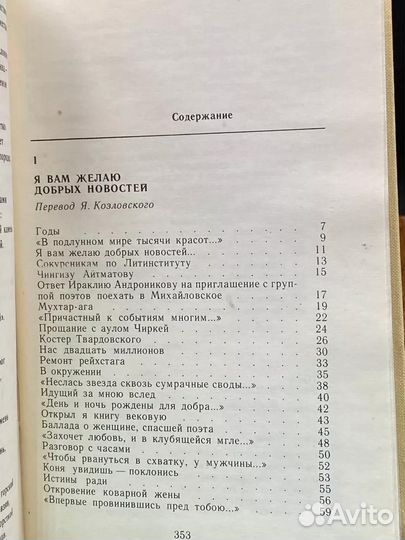 Содержание
I
Я ВАМ ЖЕЛАЮ
ДОБРЫХ НОВОСТЕЙ
Перевод Я. Козловского
Годы . . . 7
«В подлунном мире тысячи красот...» . . . 9
Я вам желаю добрых новостей... . . . 11
Сокурсникам по Литинституту . . . 13
Чингизу Айтматову . . . 15
Ответ Ираклию Андроникову на приглашение с груп-
пой поэтов поехать в Михайловское . . . 17
Мухтар-ага . . . 19
«Причастный к событиям многим...» . . . 22
Прощание с аулом Чиркей . . . 24
Костер Твардовского . . . 26
Нас двадцать миллионов . . . 30
Ремонт рейхстага . . . 33
В окружении . . . 35
«Неслась звезда сквозь сумрачные своды...» . . . 38
Идущий за мною вслед . . . 40
«День и ночь рождены для добра...» . . . 42
Открыл я книгу вековую . . . 43
Баллада о женщине, спасшей поэта . . . 45
«Захочет любовь, и в клубящейся мгле...» . . . 48
Разговор с часами . . . 50
«Чтобы рвануться в схватку, у мужчины...» . . . 52
Коня увидишь — поклонись . . . 53
Истины ради . . . 55
Откровение коварной жены . . . 56
«Впервые провинившись пред тобою...» . . . 59
353
Avito